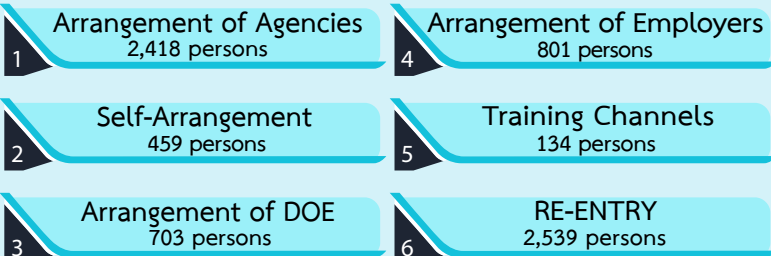 1
Arrangement of Agencies
2,418 persons
2
Self-Arrangement
459 persons
3
Arrangement of DOE
703 persons
4
Arrangement of Employers
801 persons
5
Training Channels
134 persons
6
RE-ENTRY
2,539 persons